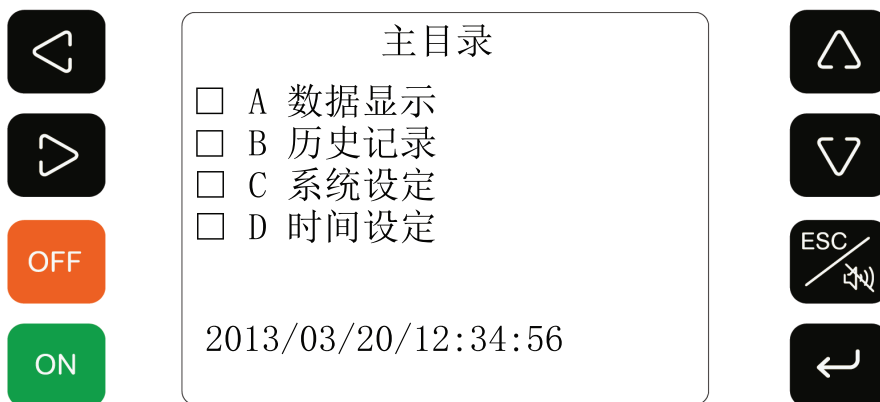 主目录
□ A 数据显示
□ B 历史记录
□ C 系统设定
□ D 时间设定
2013/03/20/12:34:56
OFF
ON
ESC